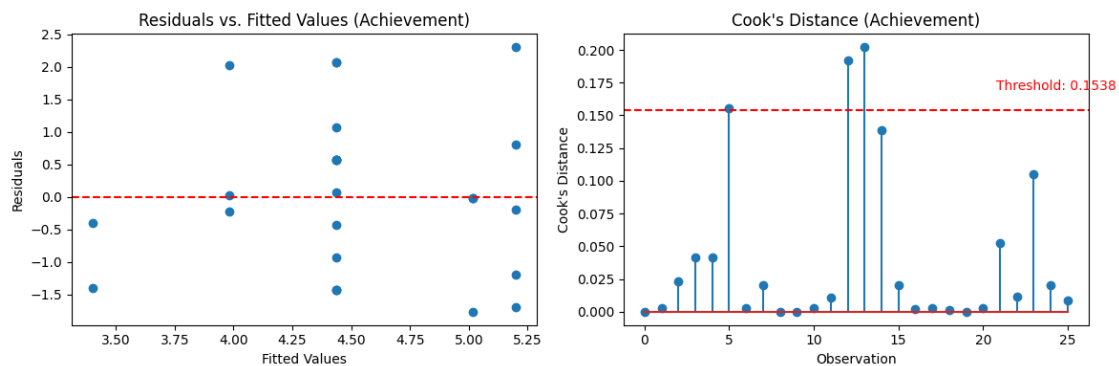 Residuals vs. Fitted Values (Achievement)
2.5
2.0
1.5
1.0
0.5
0.0
−0.5
−1.0
−1.5
Residuals
3.50 3.75 4.00 4.25 4.50 4.75 5.00 5.25
Fitted Values
Cook's Distance (Achievement)
0.200
0.175
0.150
0.125
0.100
0.075
0.050
0.025
0.000
Cook's Distance
Threshold: 0.1538
0 5 10 15 20 25
Observation